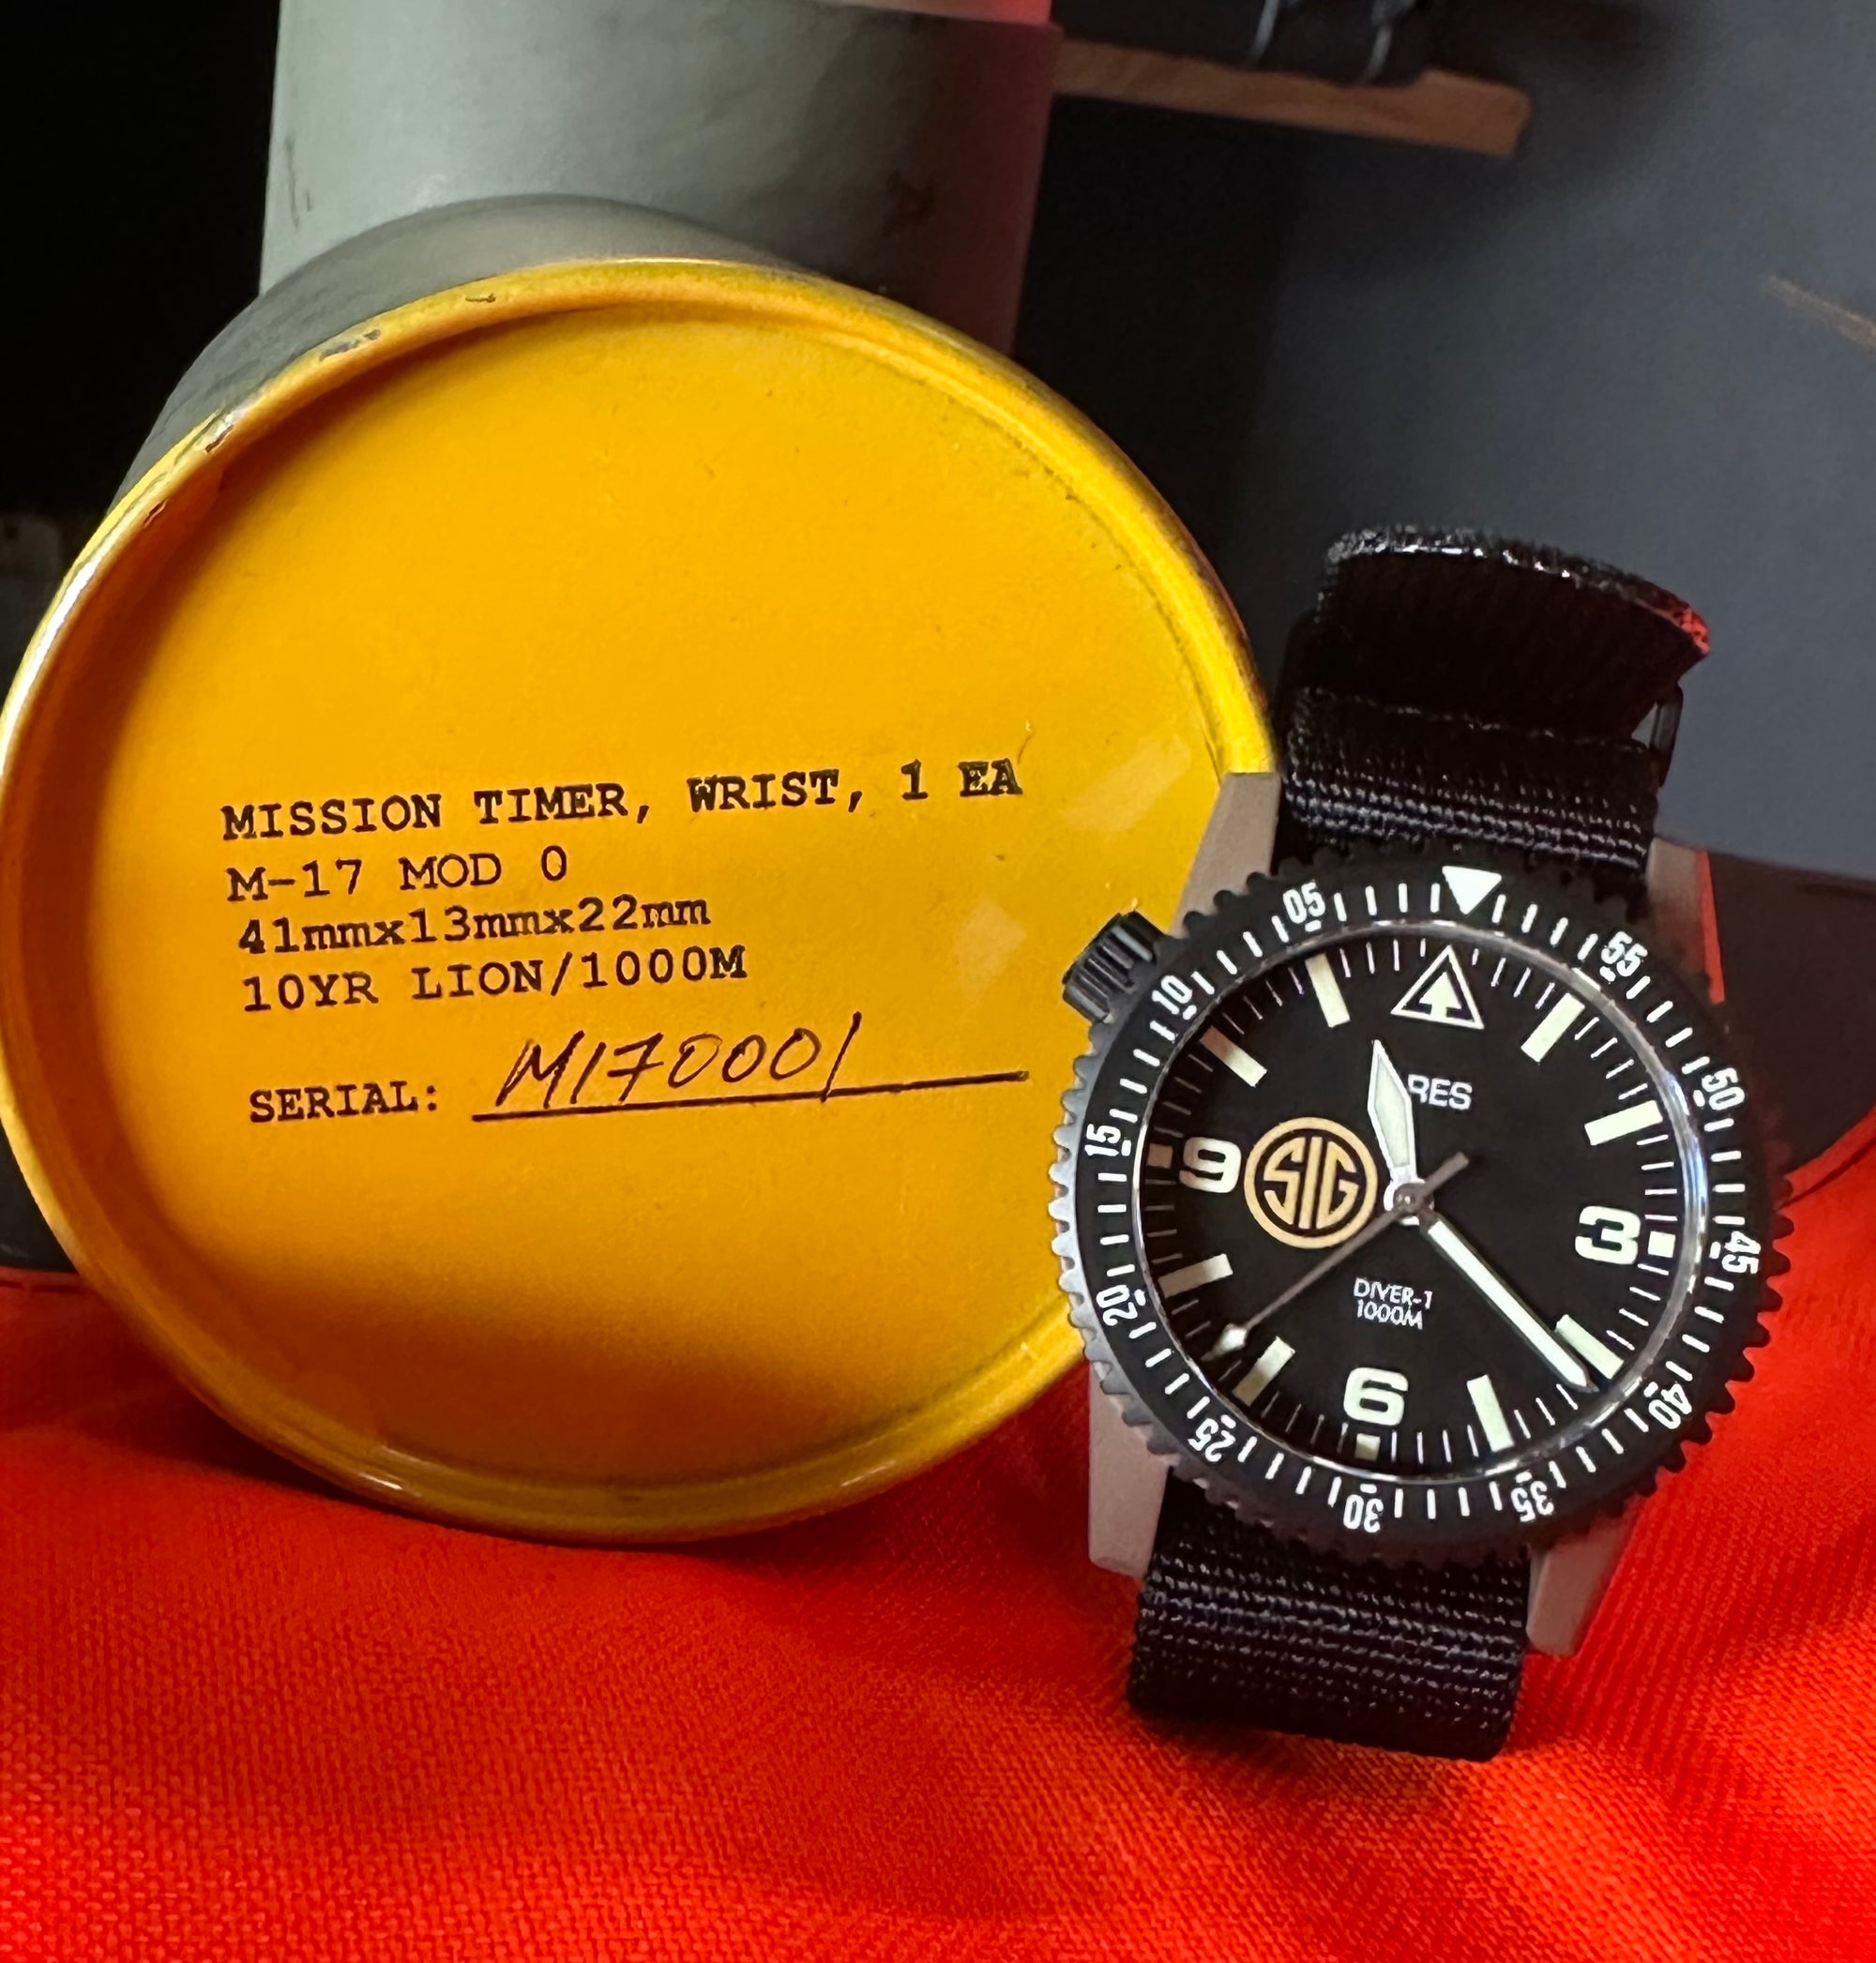 MISSION TIMER, WRIST, 1 EA
M-17 MOD 0
41mmx13mmx22mm
10YR LION/1000M
SERIAL: M170001
05
55
10
50
RES
15
9
SIG
3
45
DIVER-1
1000M
20
6
40
25
30
35